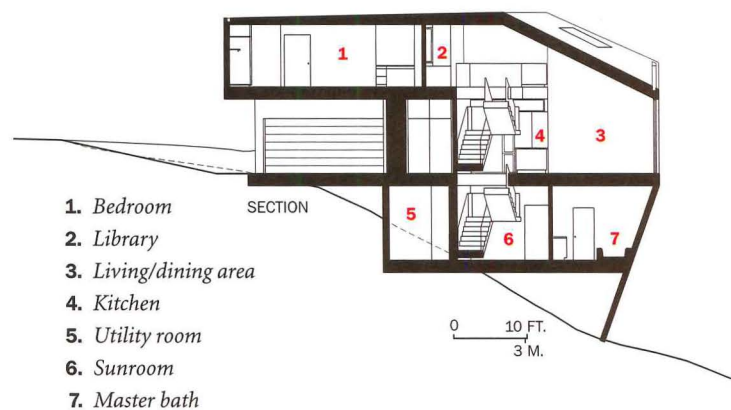 1
2
3
4
5
6
7
1. Bedroom
SECTION
2. Library
3. Living/dining area
4. Kitchen
5. Utility room
6. Sunroom
7. Master bath
0 10 FT.
3 M.